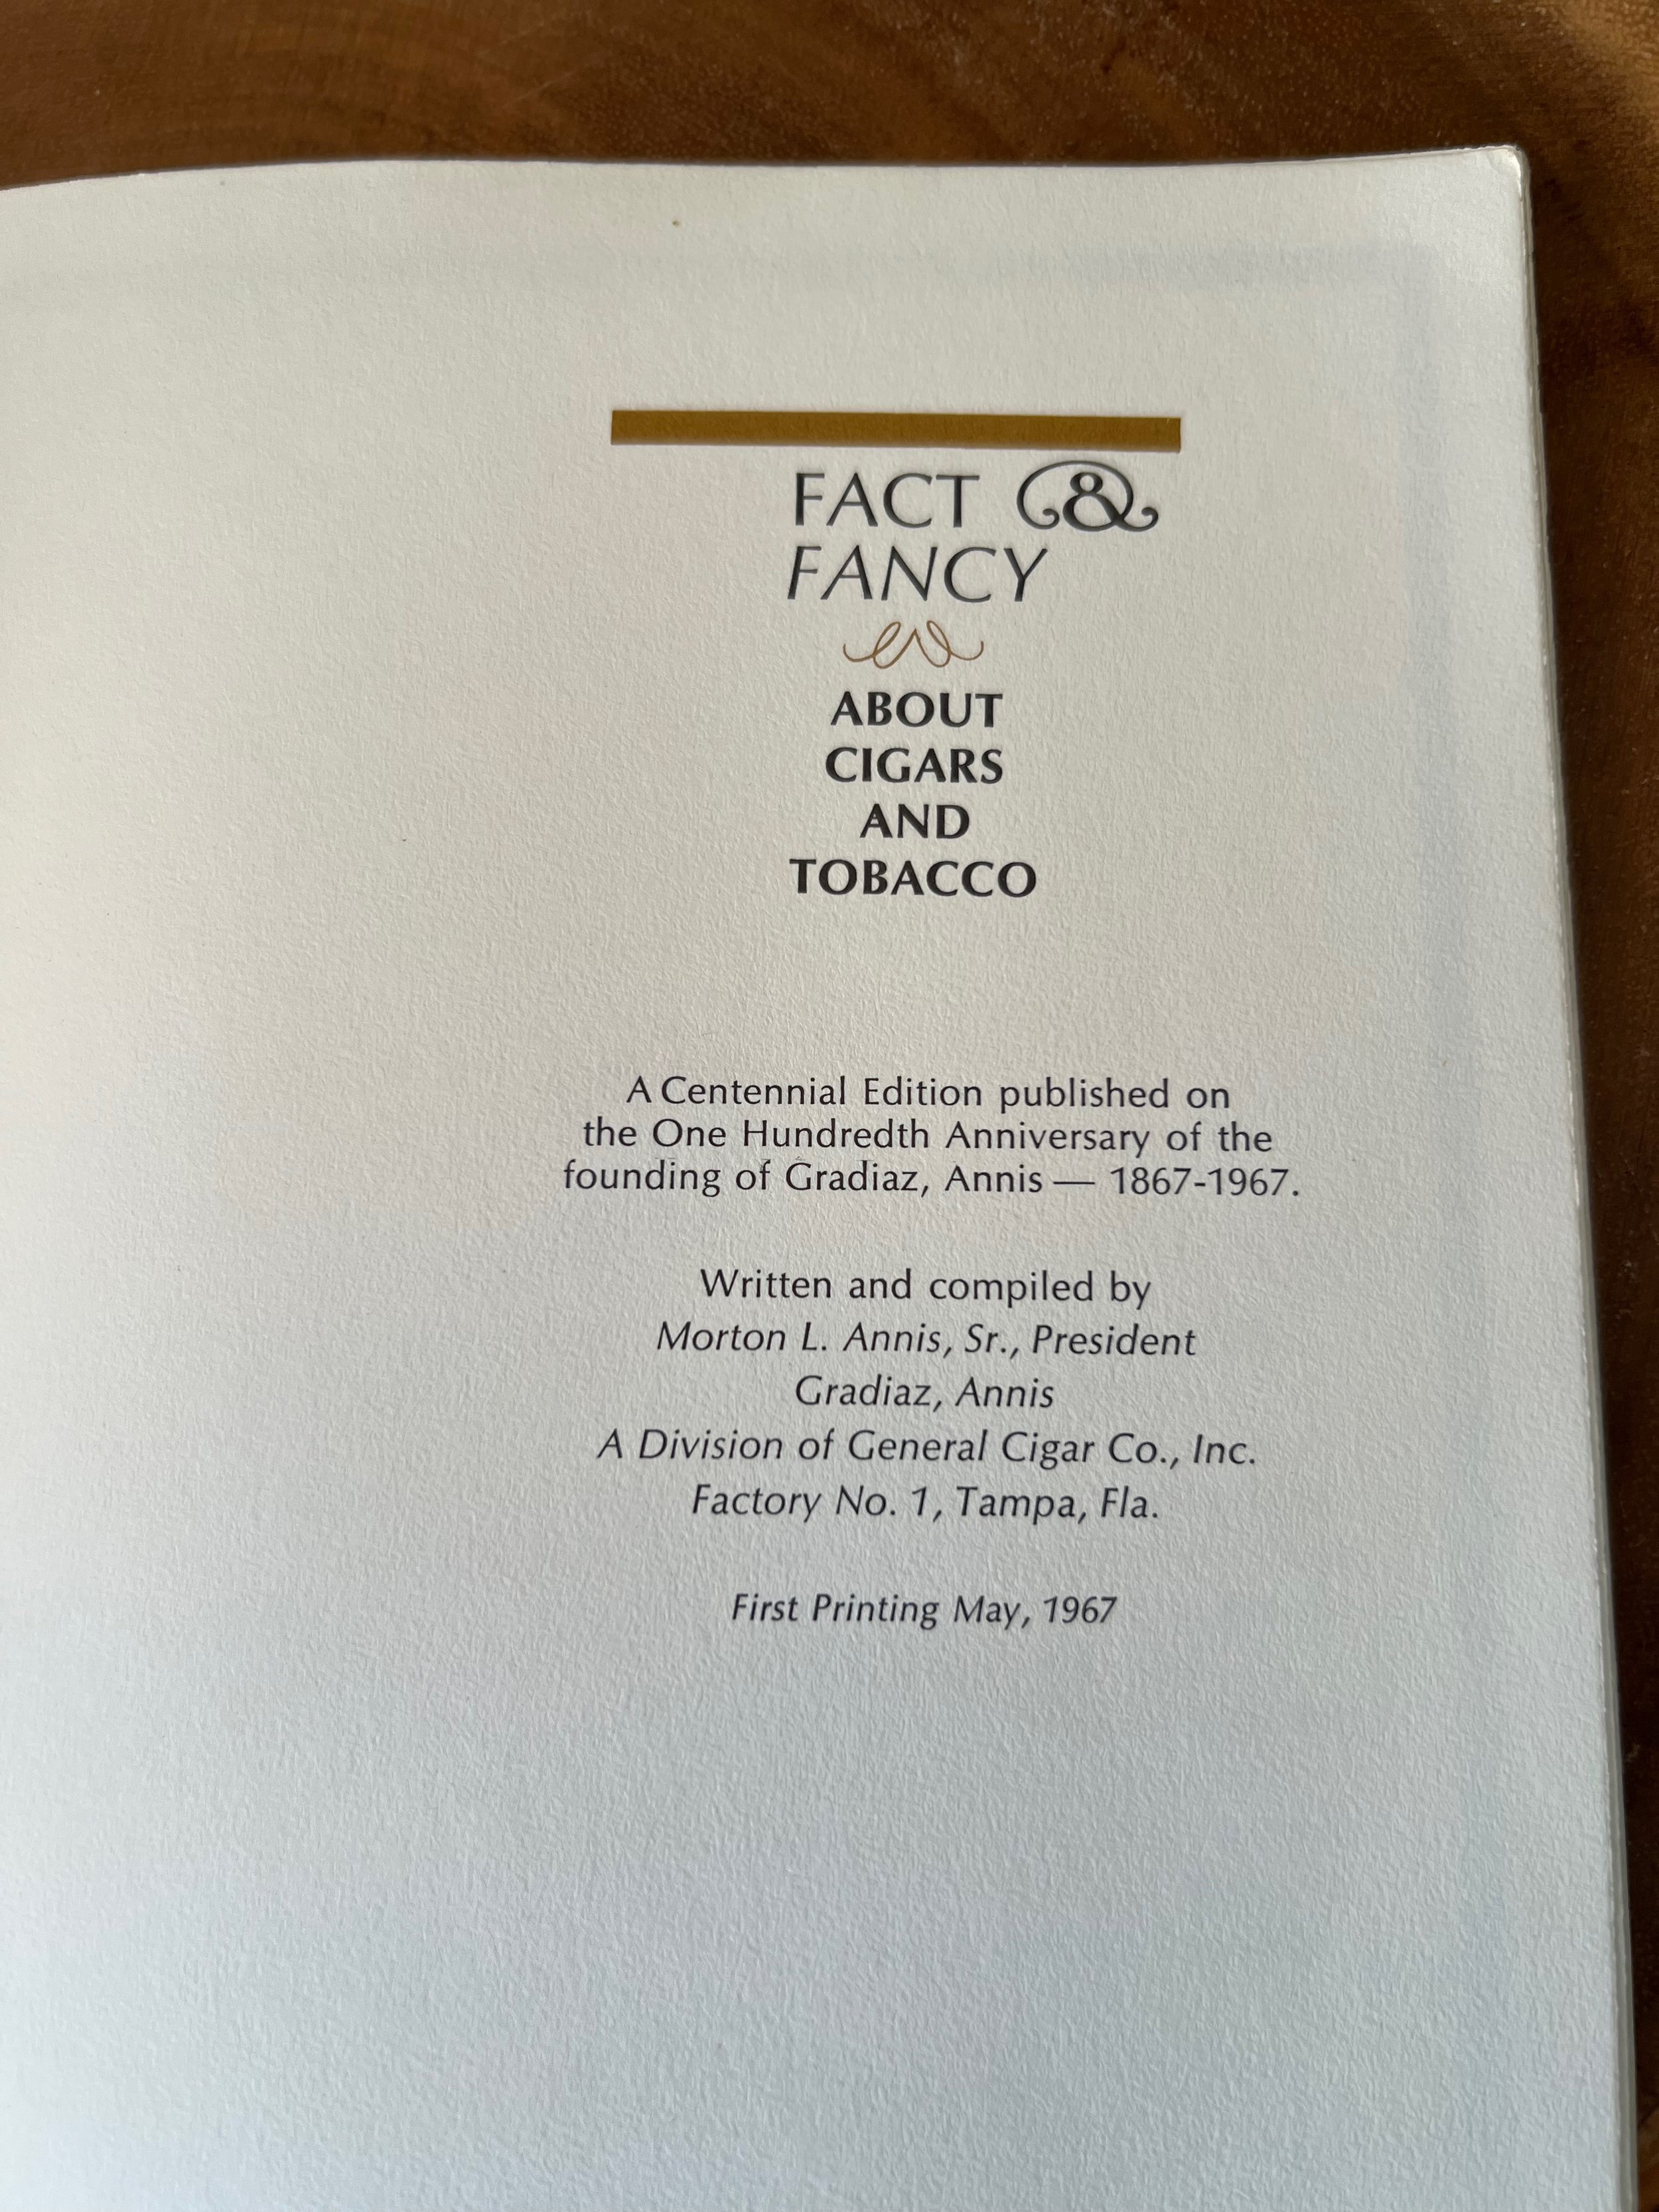 FACT &
FANCY
ABOUT
CIGARS
AND
TOBACCO
A Centennial Edition published on
the One Hundredth Anniversary of the
founding of Gradiaz, Annis — 1867-1967.
Written and compiled by
Morton L. Annis, Sr., President
Gradiaz, Annis
A Division of General Cigar Co., Inc.
Factory No. 1, Tampa, Fla.
First Printing May, 1967